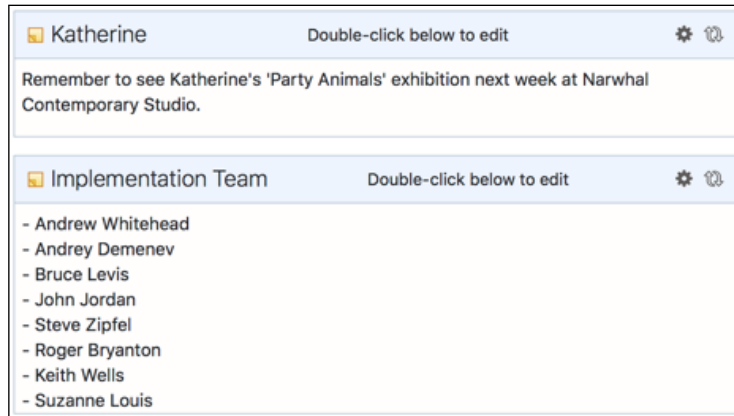 Katherine Double-click below to edit
Remember to see Katherine's 'Party Animals' exhibition next week at Narwhal
Contemporary Studio.
Implementation Team Double-click below to edit
- Andrew Whitehead
- Andrey Demenev
- Bruce Levis
- John Jordan
- Steve Zipfel
- Roger Bryanton
- Keith Wells
- Suzanne Louis